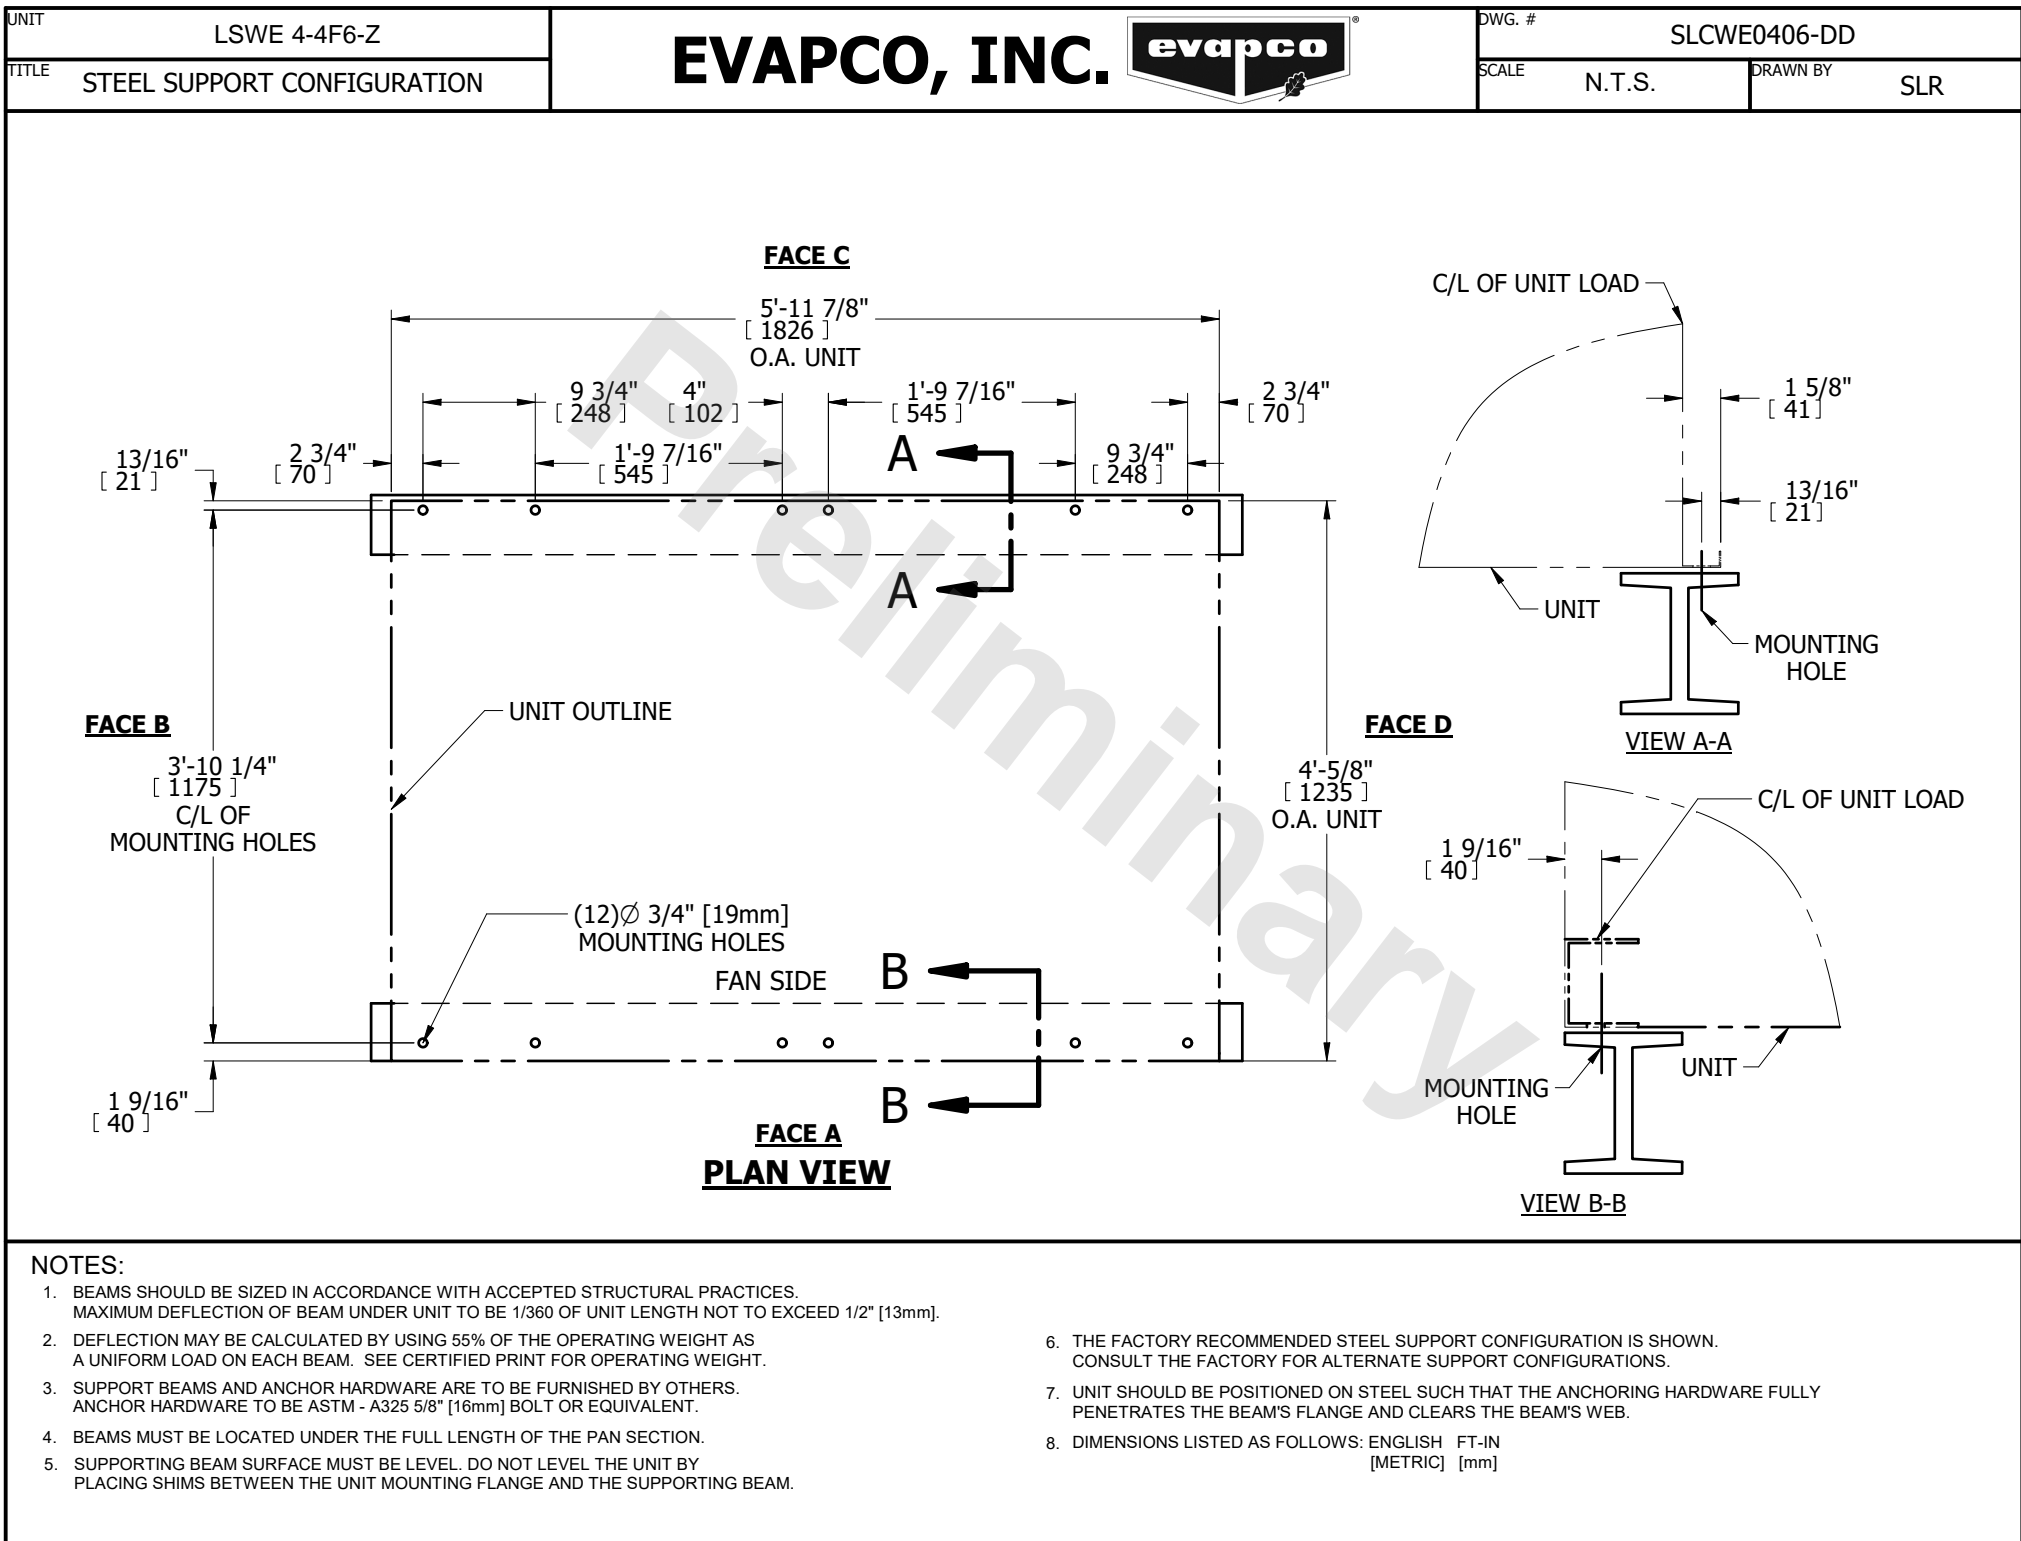 UNIT
LSWE 4-4F6-Z
TITLE
STEEL SUPPORT CONFIGURATION
EVAPCO, INC.
evapco
®
DWG. #
SLCWE0406-DD
SCALE
N.T.S.
DRAWN BY
SLR
FACE C
5'-11 7/8"
[ 1826 ]
O.A. UNIT
9 3/4"
[ 248 ]
4"
[ 102 ]
1'-9 7/16"
[ 545 ]
2 3/4"
[ 70 ]
13/16"
[ 21 ]
2 3/4"
[ 70 ]
1'-9 7/16"
[ 545 ]
A
9 3/4"
[ 248 ]
A
UNIT OUTLINE
FACE B
3'-10 1/4"
[ 1175 ]
C/L OF
MOUNTING HOLES
FACE D
4'-5/8"
[ 1235 ]
O.A. UNIT
(12)Ø 3/4" [19mm]
MOUNTING HOLES
FAN SIDE
B
B
1 9/16"
[ 40 ]
FACE A
PLAN VIEW
Preliminary
C/L OF UNIT LOAD
1 5/8"
[ 41 ]
13/16"
[ 21 ]
UNIT
MOUNTING
HOLE
VIEW A-A
C/L OF UNIT LOAD
1 9/16"
[ 40 ]
UNIT
MOUNTING
HOLE
VIEW B-B
NOTES:
1. BEAMS SHOULD BE SIZED IN ACCORDANCE WITH ACCEPTED STRUCTURAL PRACTICES.
MAXIMUM DEFLECTION OF BEAM UNDER UNIT TO BE 1/360 OF UNIT LENGTH NOT TO EXCEED 1/2" [13mm].
2. DEFLECTION MAY BE CALCULATED BY USING 55% OF THE OPERATING WEIGHT AS
A UNIFORM LOAD ON EACH BEAM. SEE CERTIFIED PRINT FOR OPERATING WEIGHT.
3. SUPPORT BEAMS AND ANCHOR HARDWARE ARE TO BE FURNISHED BY OTHERS.
ANCHOR HARDWARE TO BE ASTM - A325 5/8" [16mm] BOLT OR EQUIVALENT.
4. BEAMS MUST BE LOCATED UNDER THE FULL LENGTH OF THE PAN SECTION.
5. SUPPORTING BEAM SURFACE MUST BE LEVEL. DO NOT LEVEL THE UNIT BY
PLACING SHIMS BETWEEN THE UNIT MOUNTING FLANGE AND THE SUPPORTING BEAM.
6. THE FACTORY RECOMMENDED STEEL SUPPORT CONFIGURATION IS SHOWN.
CONSULT THE FACTORY FOR ALTERNATE SUPPORT CONFIGURATIONS.
7. UNIT SHOULD BE POSITIONED ON STEEL SUCH THAT THE ANCHORING HARDWARE FULLY
PENETRATES THE BEAM'S FLANGE AND CLEARS THE BEAM'S WEB.
8. DIMENSIONS LISTED AS FOLLOWS: ENGLISH FT-IN
[METRIC] [mm]